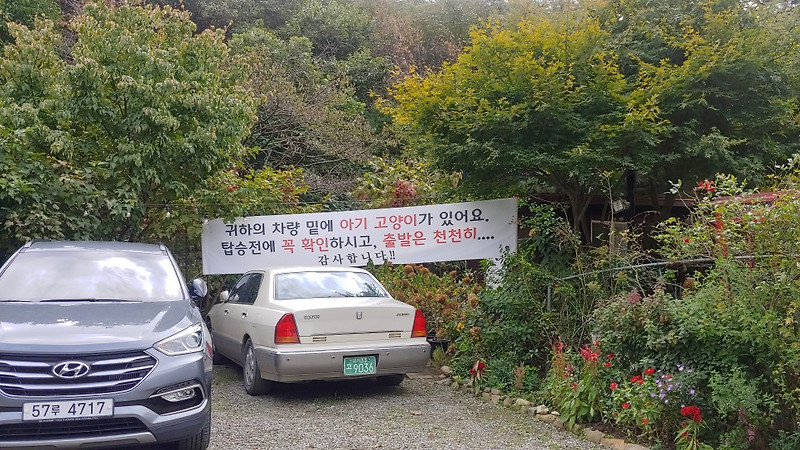 귀하의 차량 밑에 아기 고양이가 있어요.
탑승전에 꼭 확인하시고, 출발은 천천히....
감사합니다!!
57루 4717
고 9036